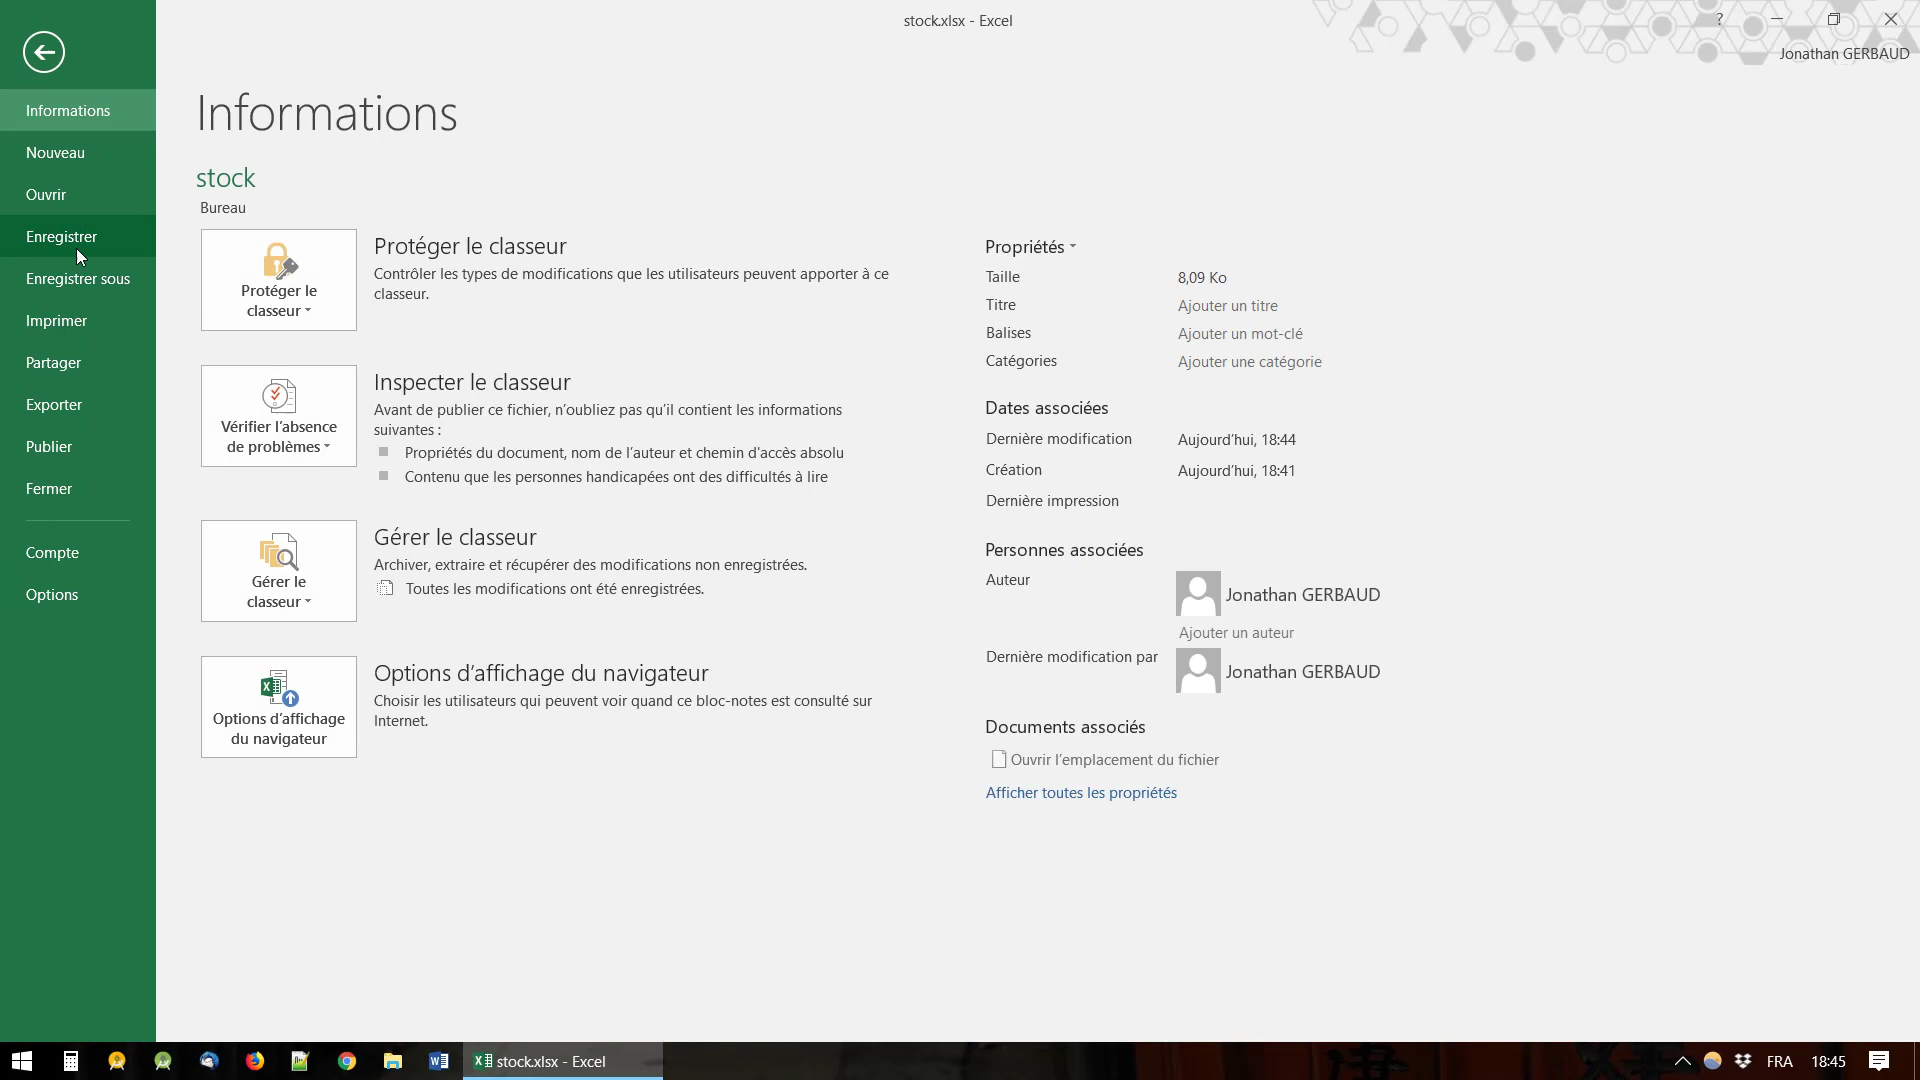 stock.xlsx - Excel
?
Jonathan GERBAUD
Informations
Nouveau
Ouvrir
Enregistrer
Enregistrer sous
Imprimer
Partager
Exporter
Publier
Fermer
Compte
Options
Informations
stock
Bureau
Protéger le
classeur
Protéger le classeur
Contrôler les types de modifications que les utilisateurs peuvent apporter à ce
classeur.
Vérifier l'absence
de problèmes
Inspecter le classeur
Avant de publier ce fichier, n'oubliez pas qu'il contient les informations
suivantes :
Propriétés du document, nom de l'auteur et chemin d'accès absolu
Contenu que les personnes handicapées ont des difficultés à lire
Gérer le
classeur
Gérer le classeur
Archiver, extraire et récupérer des modifications non enregistrées.
Toutes les modifications ont été enregistrées.
Options d'affichage
du navigateur
Options d'affichage du navigateur
Choisir les utilisateurs qui peuvent voir quand ce bloc-notes est consulté sur
Internet.
Propriétés
Taille 8,09 Ko
Titre Ajouter un titre
Balises Ajouter un mot-clé
Catégories Ajouter une catégorie
Dates associées
Dernière modification Aujourd'hui, 18:44
Création Aujourd'hui, 18:41
Dernière impression
Personnes associées
Auteur Jonathan GERBAUD
Ajouter un auteur
Dernière modification par Jonathan GERBAUD
Documents associés
Ouvrir l'emplacement du fichier
Afficher toutes les propriétés
stock.xlsx - Excel
FRA 18:45